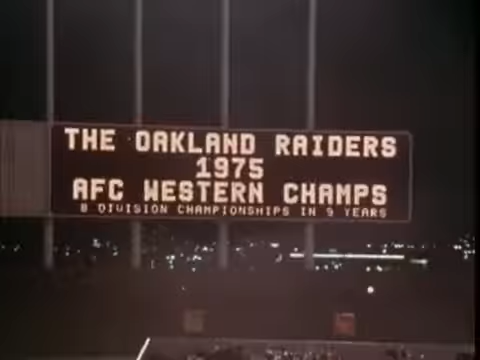 THE OAKLAND RAIDERS
1975
AFC WESTERN CHAMPS
8 DIVISION CHAMPIONSHIPS IN 9 YEARS